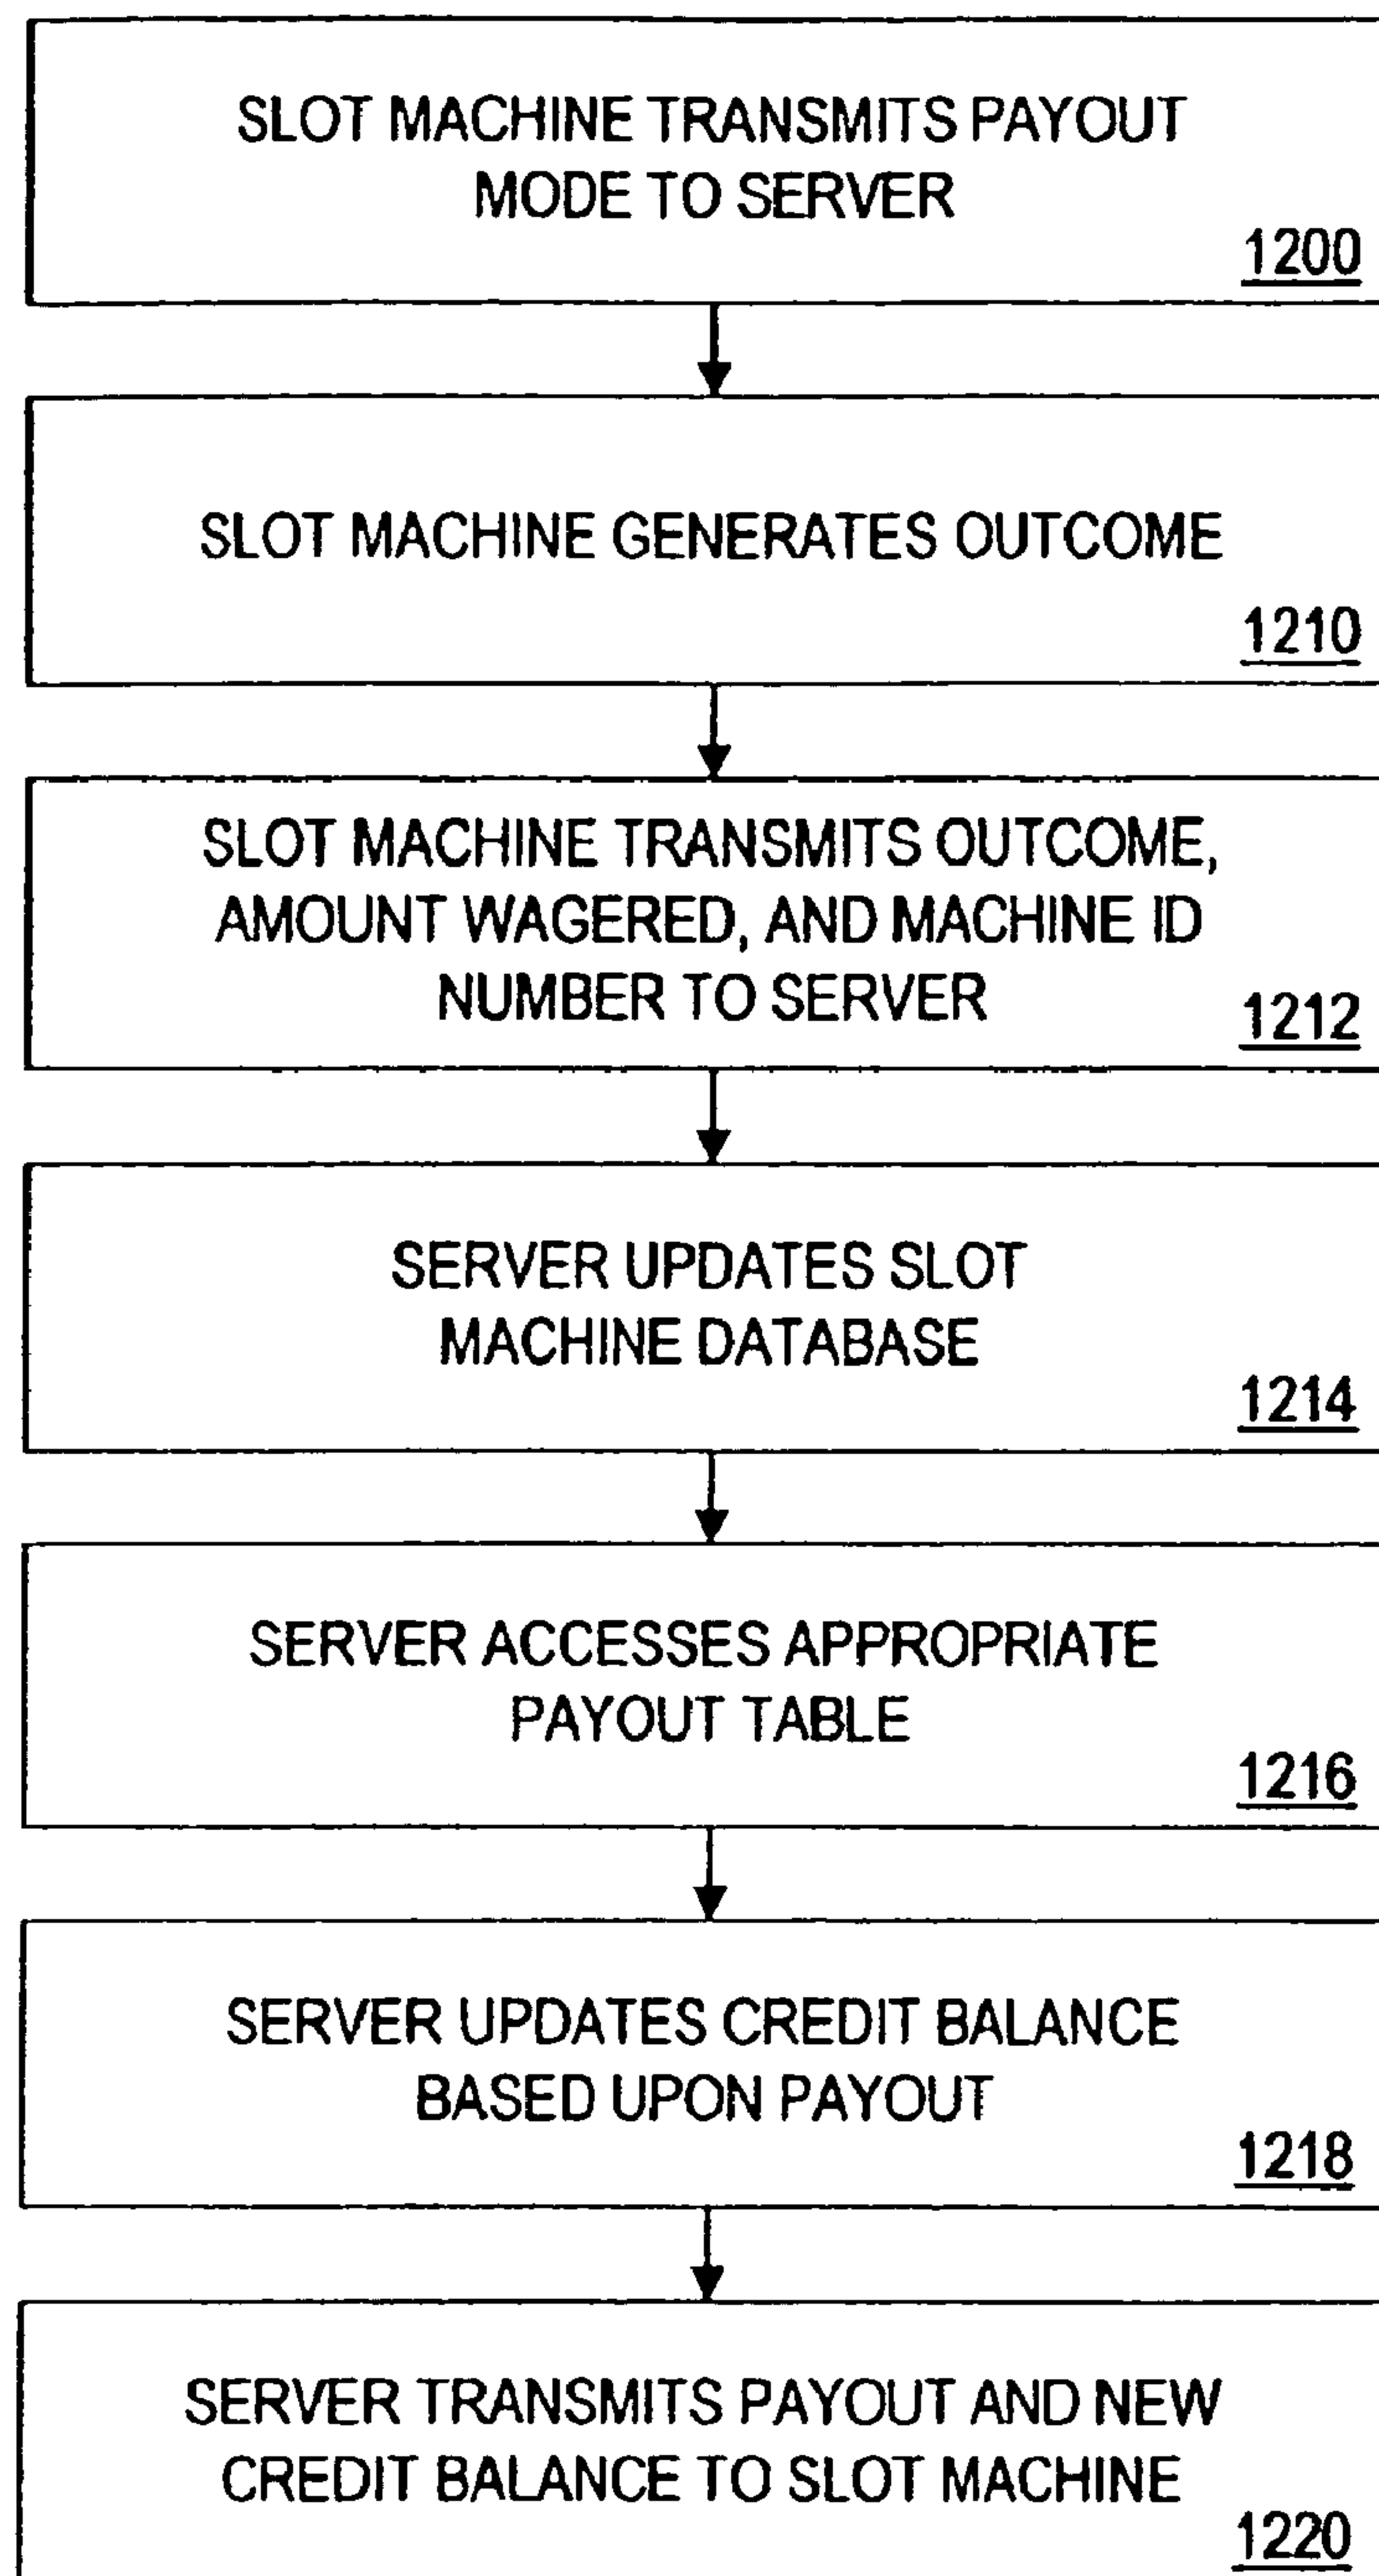 SLOT MACHINE TRANSMITS PAYOUT
MODE TO SERVER
1200
SLOT MACHINE GENERATES OUTCOME
1210
SLOT MACHINE TRANSMITS OUTCOME,
AMOUNT WAGERED, AND MACHINE ID
NUMBER TO SERVER
1212
SERVER UPDATES SLOT
MACHINE DATABASE
1214
SERVER ACCESSES APPROPRIATE
PAYOUT TABLE
1216
SERVER UPDATES CREDIT BALANCE
BASED UPON PAYOUT
1218
SERVER TRANSMITS PAYOUT AND NEW
CREDIT BALANCE TO SLOT MACHINE
1220